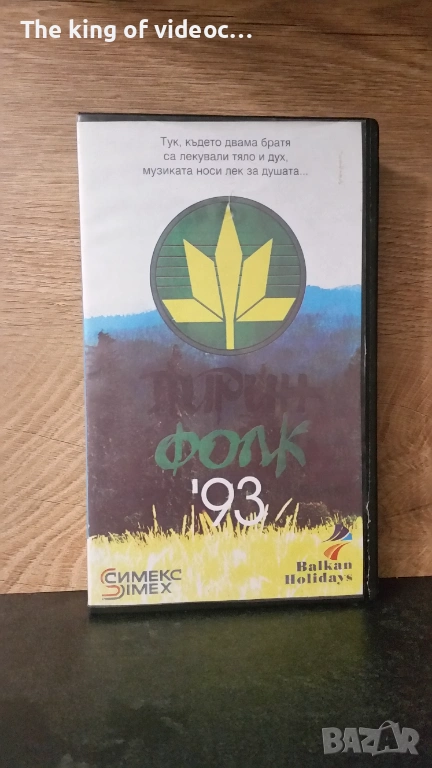 The king of videoc...
Тук, където двама братя
са лекували тяло и дух,
музиката носи лек за душата...
ПИРИН
ФОЛК
'93
СИМЕКС
SIMEX
Balkan
Holidays
BAZAR